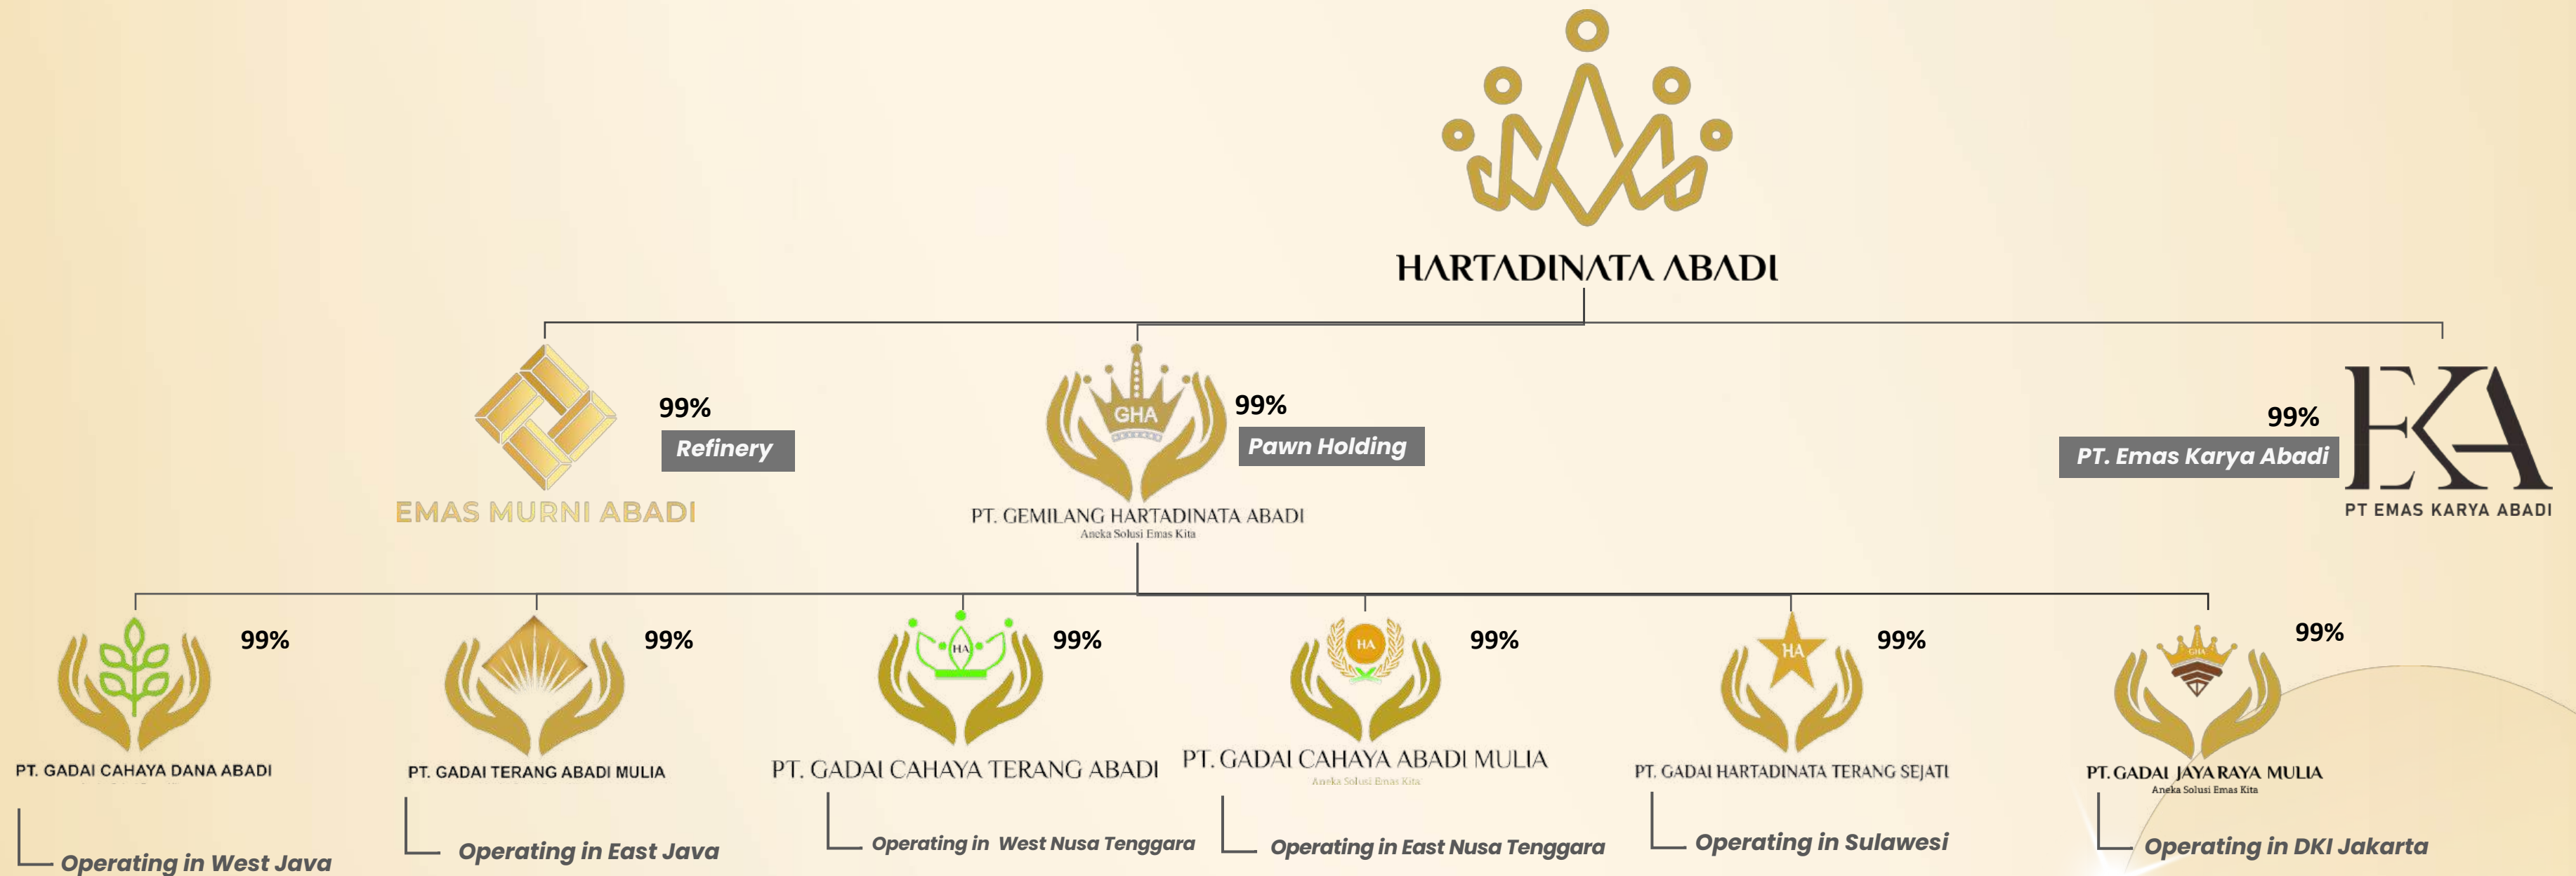 HARTADINATA ABADI
99%
Refinery
EMAS MURNI ABADI
GHA
99%
Pawn Holding
PT. GEMILANG HARTADINATA ABADI
Aneka Solusi Emas Kita
99%
PT. Emas Karya Abadi
EKA
PT EMAS KARYA ABADI
99%
PT. GADAI CAHAYA DANA ABADI
Operating in West Java
99%
PT. GADAI TERANG ABADI MULIA
Operating in East Java
HA
99%
PT. GADAI CAHAYA TERANG ABADI
Operating in West Nusa Tenggara
HA
99%
PT. GADAI CAHAYA ABADI MULIA
Aneka Solusi Emas Kita
Operating in East Nusa Tenggara
HA
99%
PT. GADAI HARTADINATA TERANG SEJATI
Operating in Sulawesi
GHA
99%
PT. GADAI JAYA RAYA MULIA
Aneka Solusi Emas Kita
Operating in DKI Jakarta